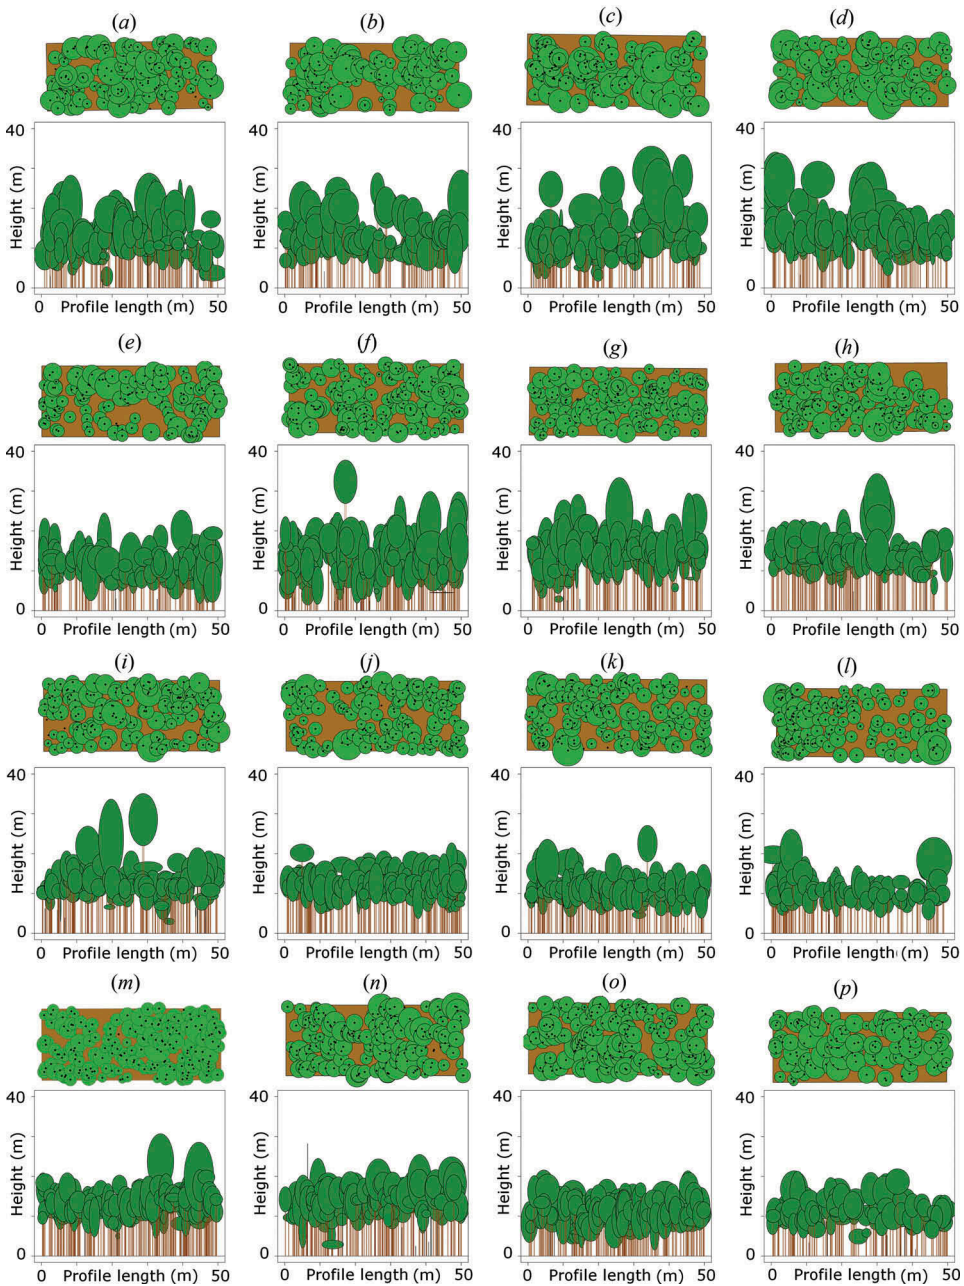 (a) (b) (c) (d)
40 40 40 40
Height (m) Height (m) Height (m) Height (m)
0 0 0 0
0 Profile length (m) 50 0 Profile length (m) 50 0 Profile length (m) 50 0 Profile length (m) 50
(e) (f) (g) (h)
40 40 40 40
Height (m) Height (m) Height (m) Height (m)
0 0 0 0
0 Profile length (m) 50 0 Profile length (m) 50 0 Profile length (m) 50 0 Profile length (m) 50
(i) (j) (k) (l)
40 40 40 40
Height (m) Height (m) Height (m) Height (m)
0 0 0 0
0 Profile length (m) 50 0 Profile length (m) 50 0 Profile length (m) 50 0 Profile length (m) 50
(m) (n) (o) (p)
40 40 40 40
Height (m) Height (m) Height (m) Height (m)
0 0 0 0
0 Profile length (m) 50 0 Profile length (m) 50 0 Profile length (m) 50 0 Profile length (m) 50